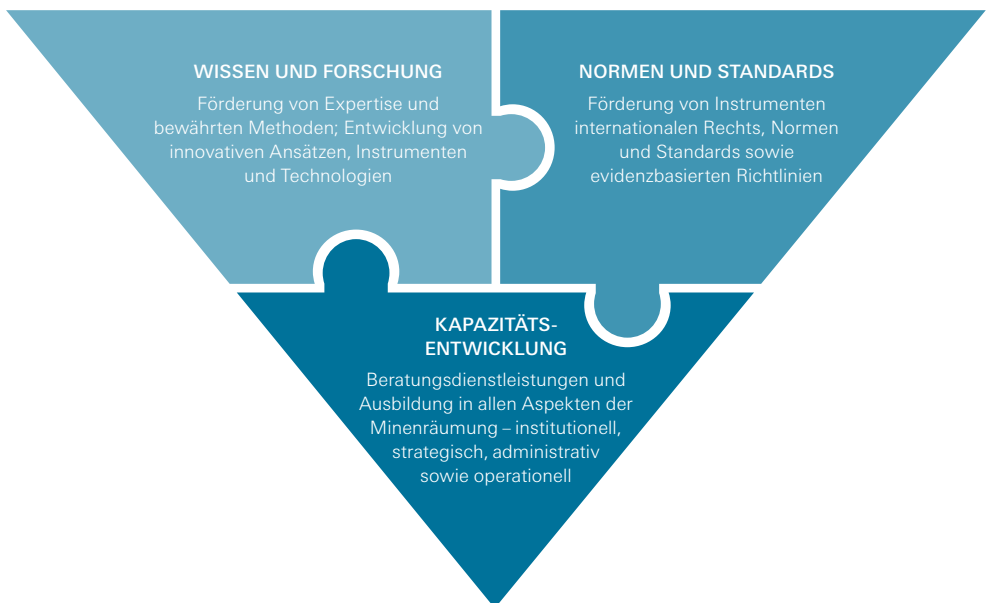 WISSEN UND FORSCHUNG
Förderung von Expertise und
bewährten Methoden; Entwicklung von
innovativen Ansätzen, Instrumenten
und Technologien
NORMEN UND STANDARDS
Förderung von Instrumenten
internationalen Rechts, Normen
und Standards sowie
evidenzbasierten Richtlinien
KAPAZITÄTS-
ENTWICKLUNG
Beratungsdienstleistungen und
Ausbildung in allen Aspekten der
Minenräumung – institutionell,
strategisch, administrativ
sowie operationell